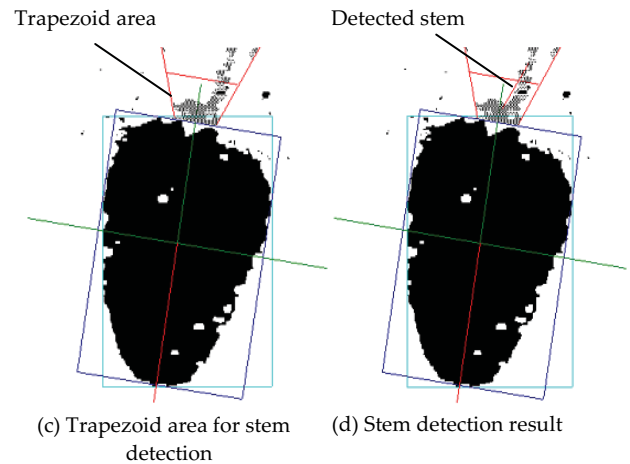 Trapezoid area
Detected stem
(c) Trapezoid area for stem
detection
(d) Stem detection result